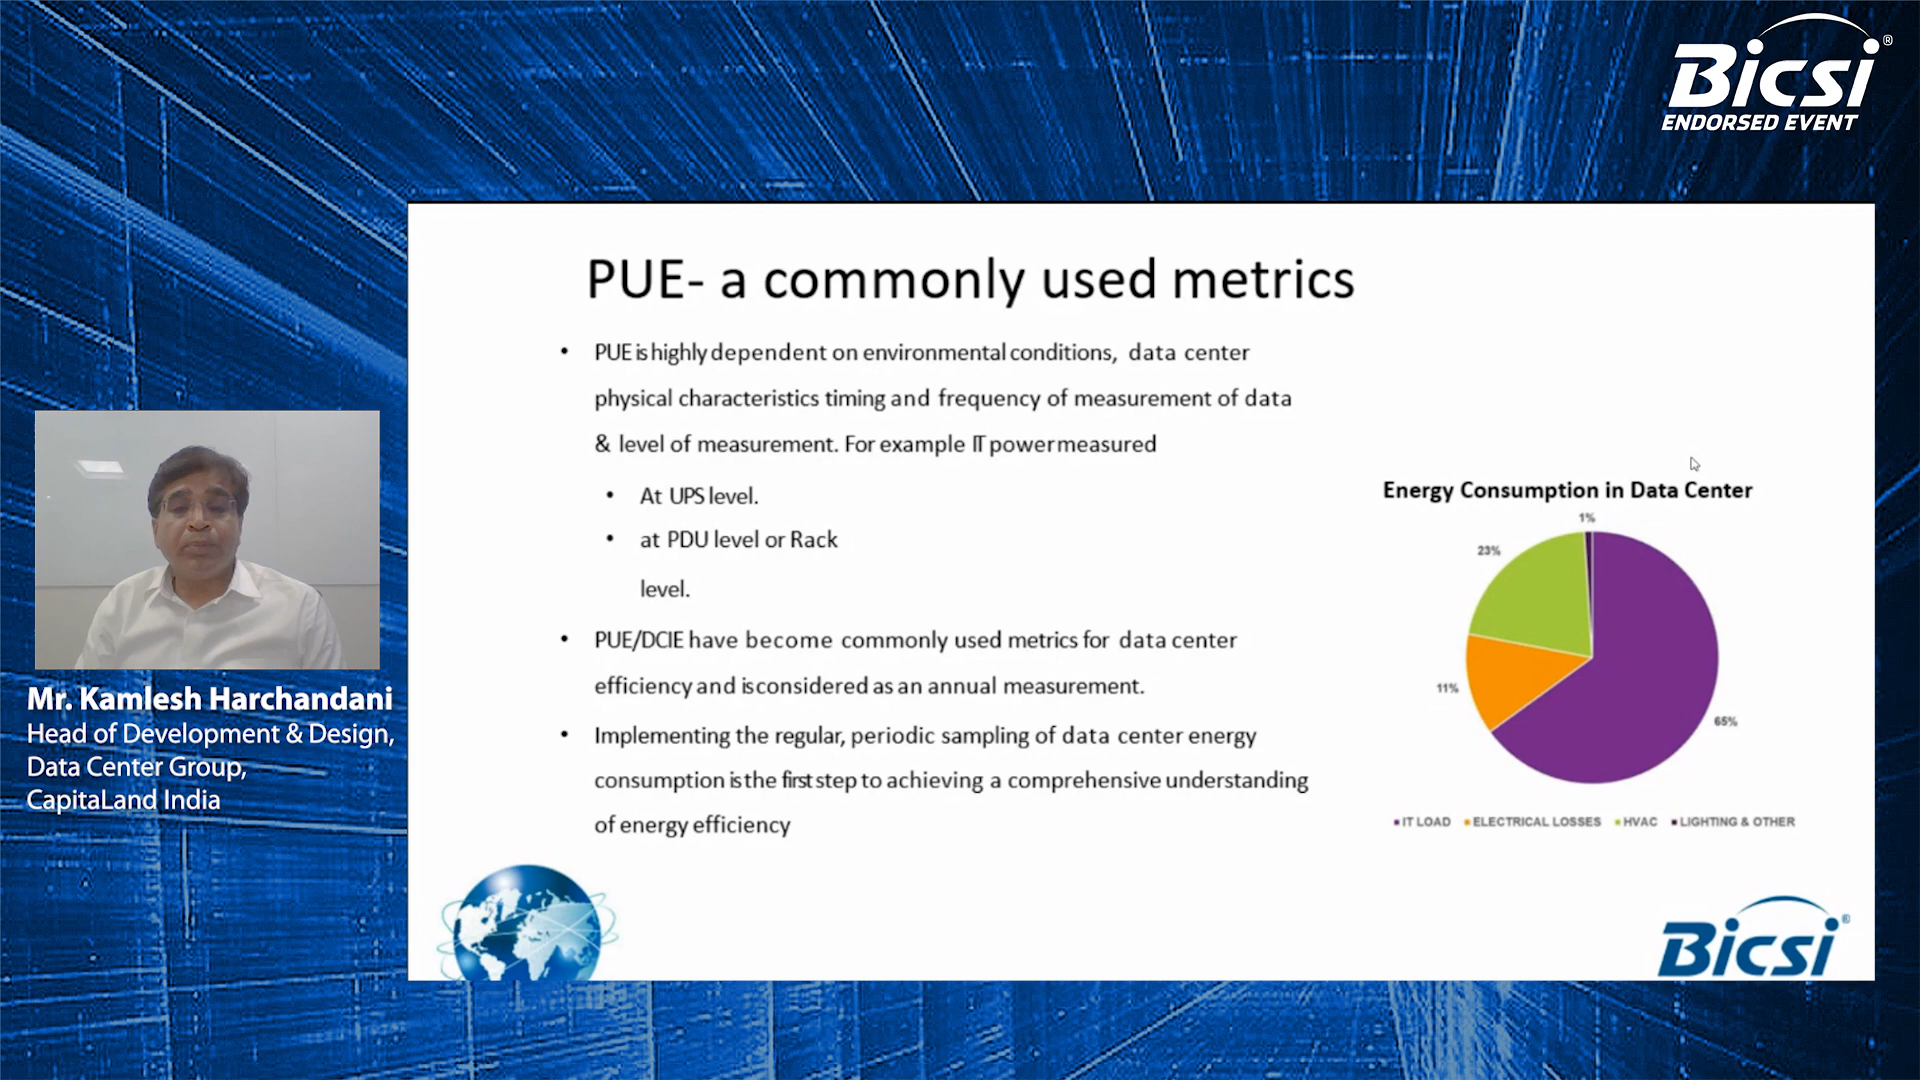 Bicsi®
ENDORSED EVENT
PUE- a commonly used metrics
• PUE is highly dependent on environmental conditions, data center
physical characteristics timing and frequency of measurement of data
& level of measurement. For example IT power measured
• At UPS level.
• at PDU level or Rack
level.
• PUE/DCIE have become commonly used metrics for data center
efficiency and is considered as an annual measurement.
• Implementing the regular, periodic sampling of data center energy
consumption is the first step to achieving a comprehensive understanding
of energy efficiency
Energy Consumption in Data Center
1%
23%
11%
65%
IT LOAD ELECTRICAL LOSSES HVAC LIGHTING & OTHER
Bicsi®
Mr. Kamlesh Harchandani
Head of Development & Design,
Data Center Group,
CapitaLand India